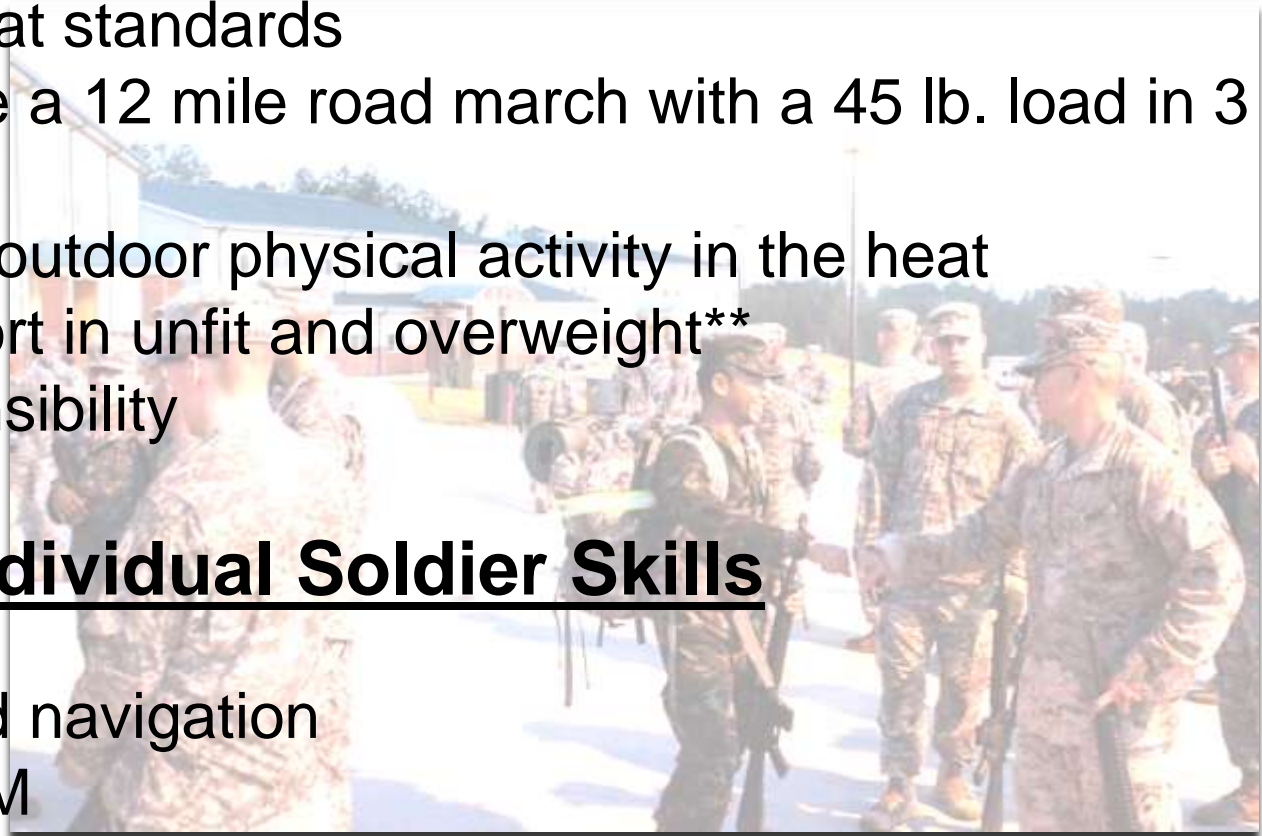 at standards
e a 12 mile road march with a 45 lb. load in 3
outdoor physical activity in the heat
ort in unfit and overweight**
sibility
dividual Soldier Skills
d navigation
M